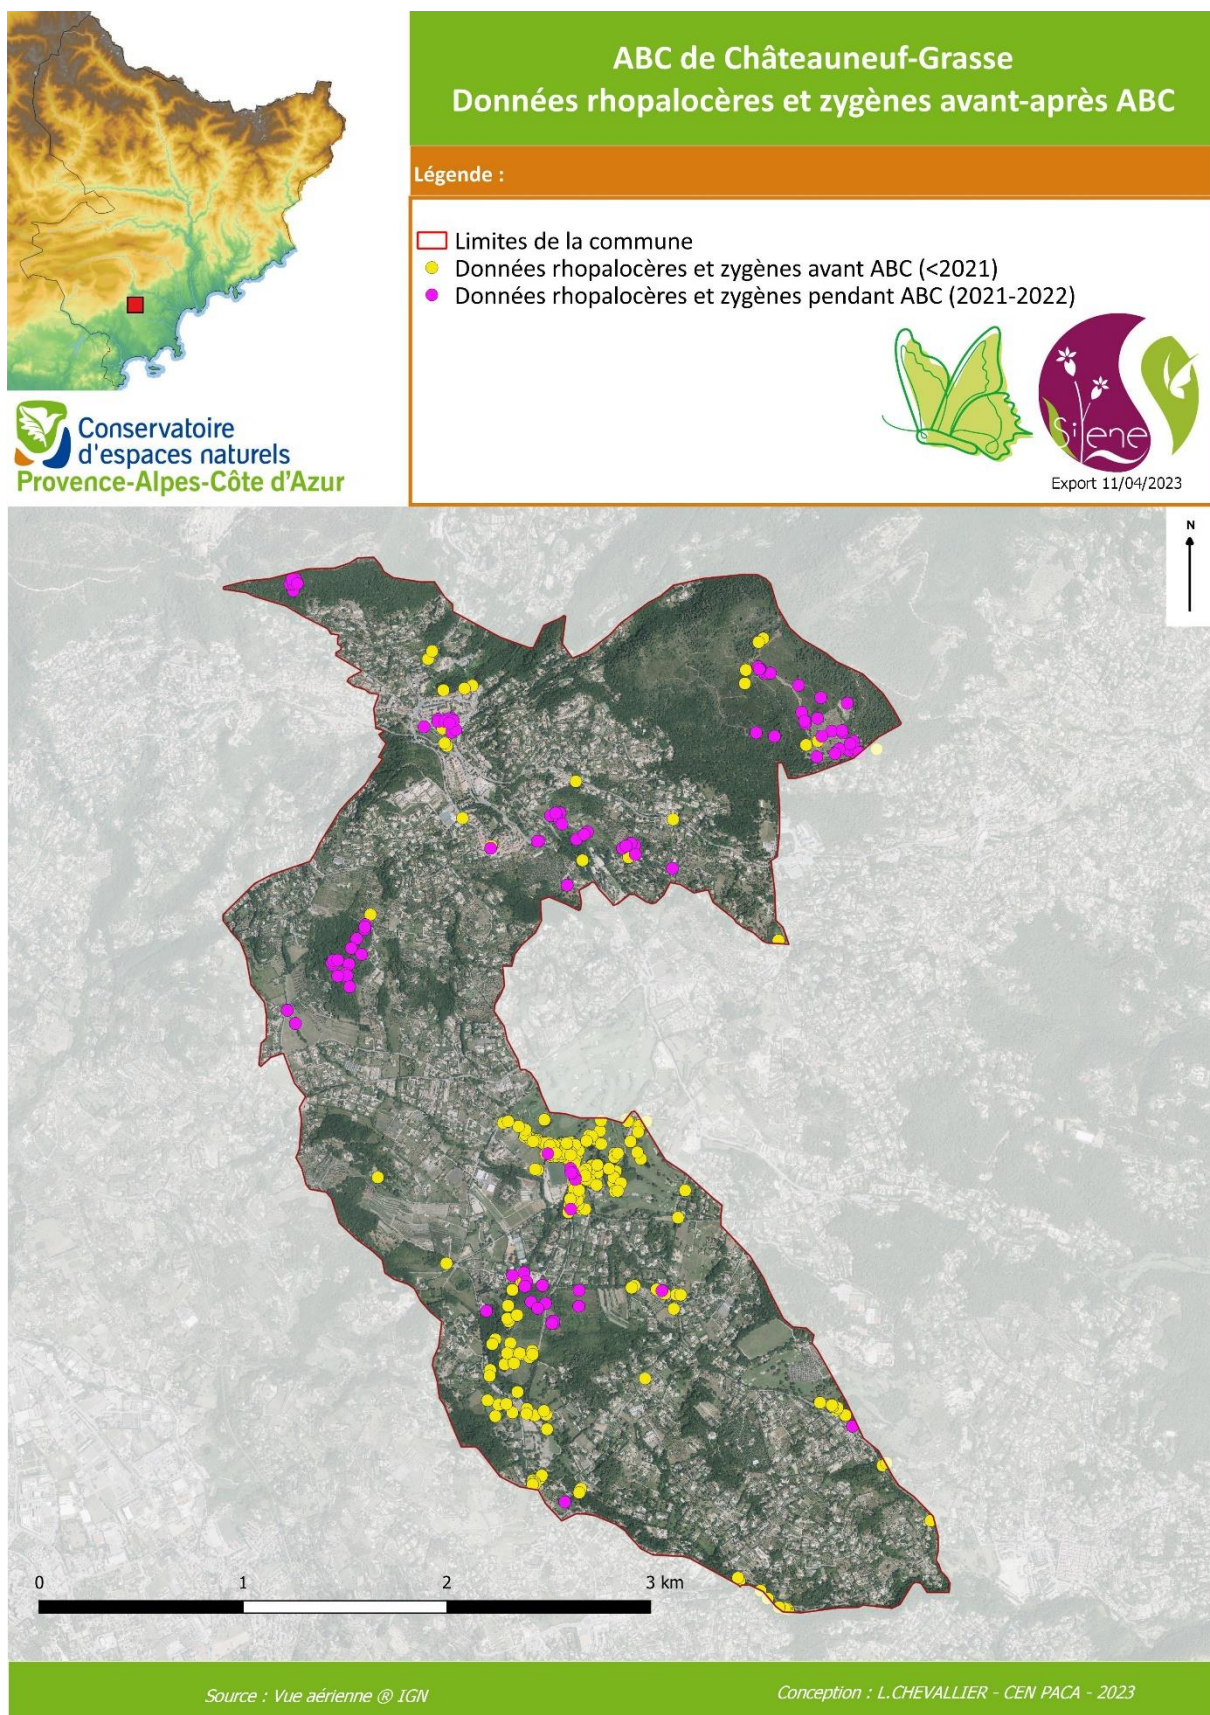 ABC de Châteauneuf-Grasse
Données rhopalocères et zygènes avant-après ABC
Légende :
Limites de la commune
Données rhopalocères et zygènes avant ABC (<2021)
Données rhopalocères et zygènes pendant ABC (2021-2022)
Silene
Export 11/04/2023
Conservatoire
d'espaces naturels
Provence-Alpes-Côte d'Azur
N
0 1 2 3 km
Source : Vue aérienne ® IGN
Conception : L.CHEVALLIER - CEN PACA - 2023